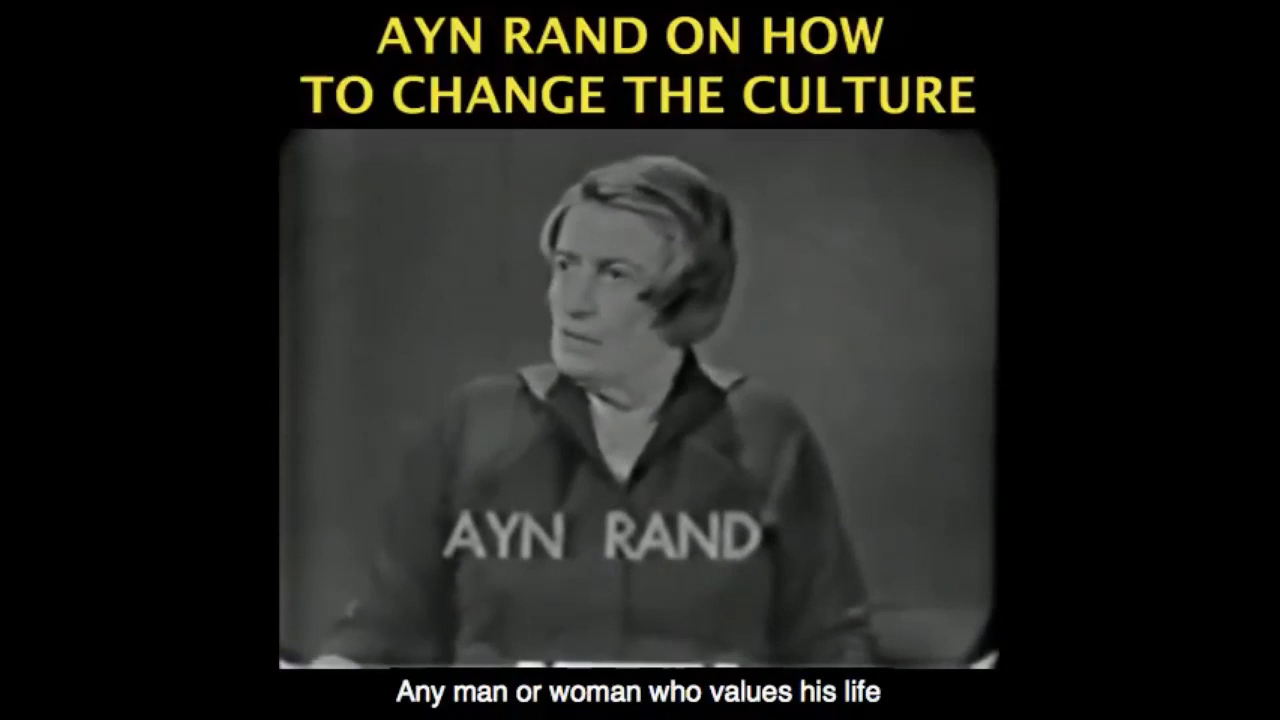 AYN RAND ON HOW
TO CHANGE THE CULTURE
AYN RAND
Any man or woman who values his life